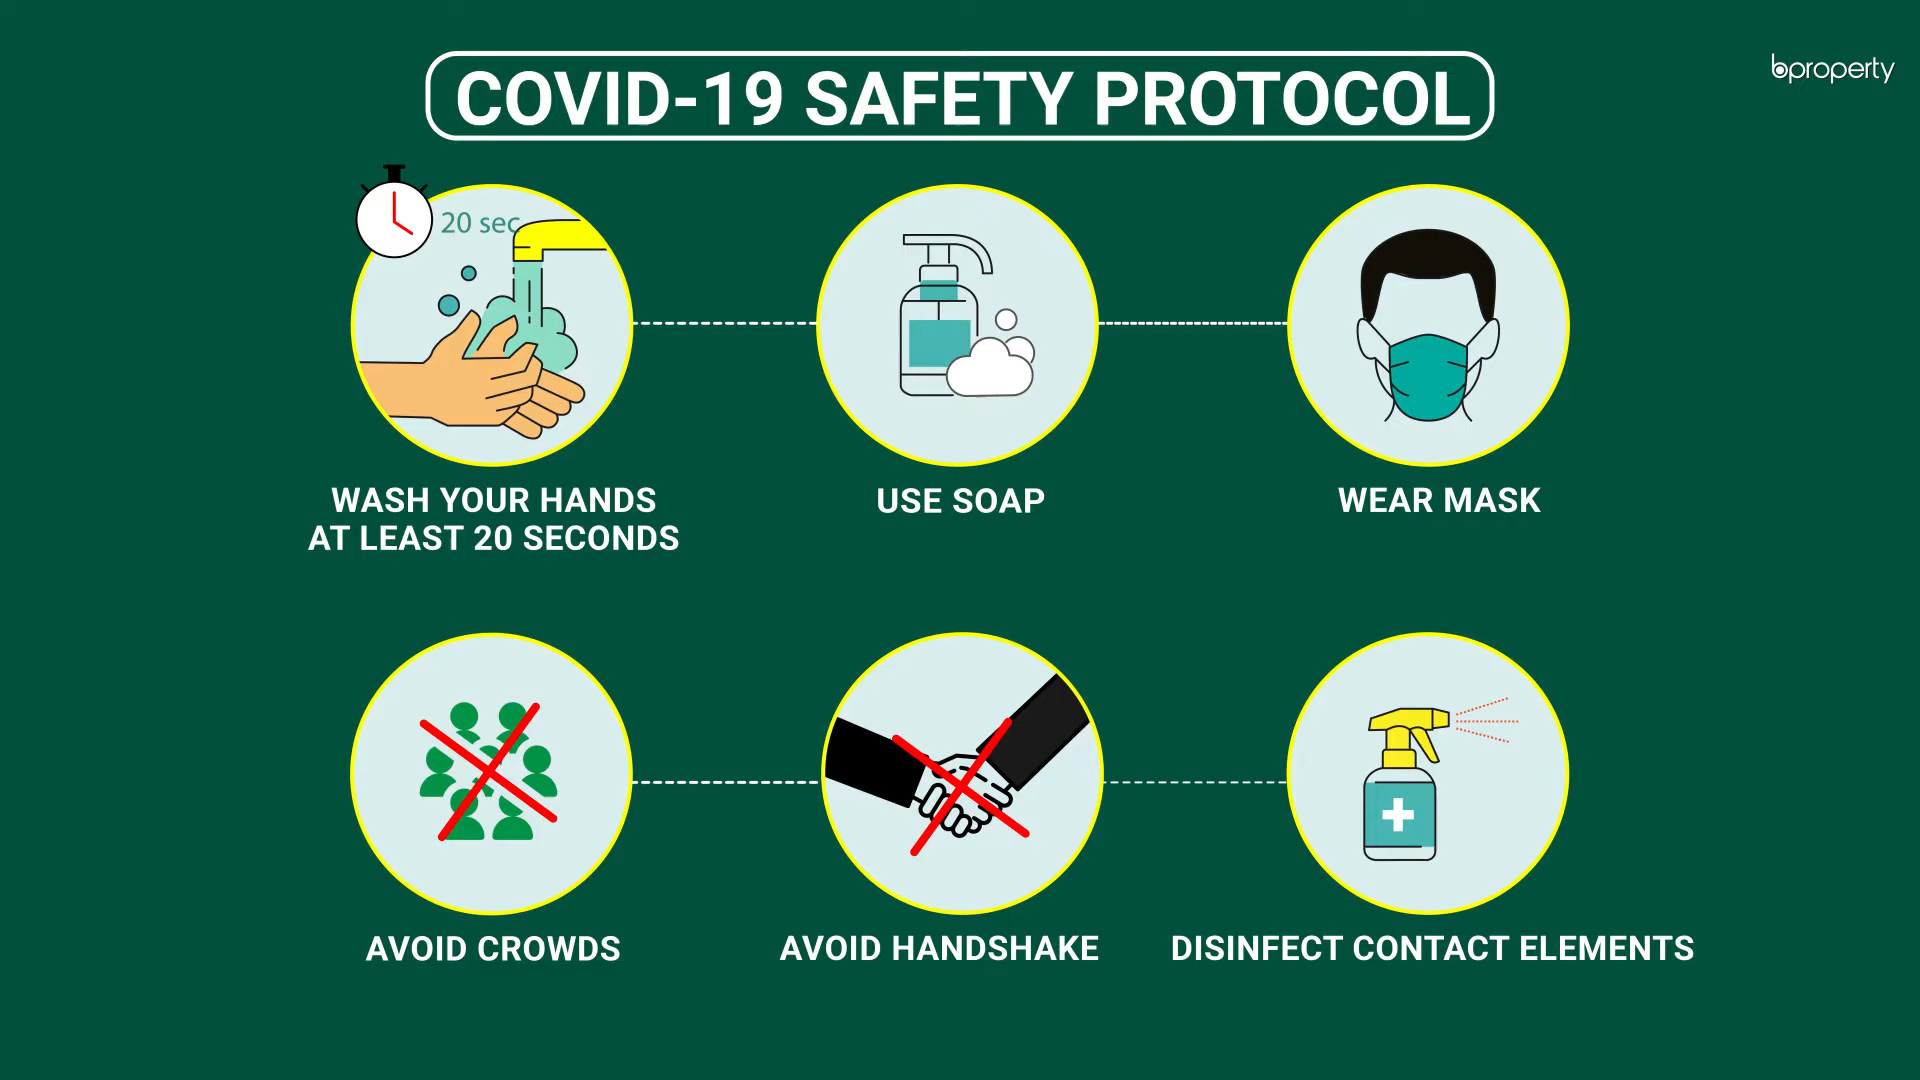 COVID-19 SAFETY PROTOCOL
bproperty
20 sec
WASH YOUR HANDS
AT LEAST 20 SECONDS
USE SOAP
WEAR MASK
AVOID CROWDS
AVOID HANDSHAKE
DISINFECT CONTACT ELEMENTS